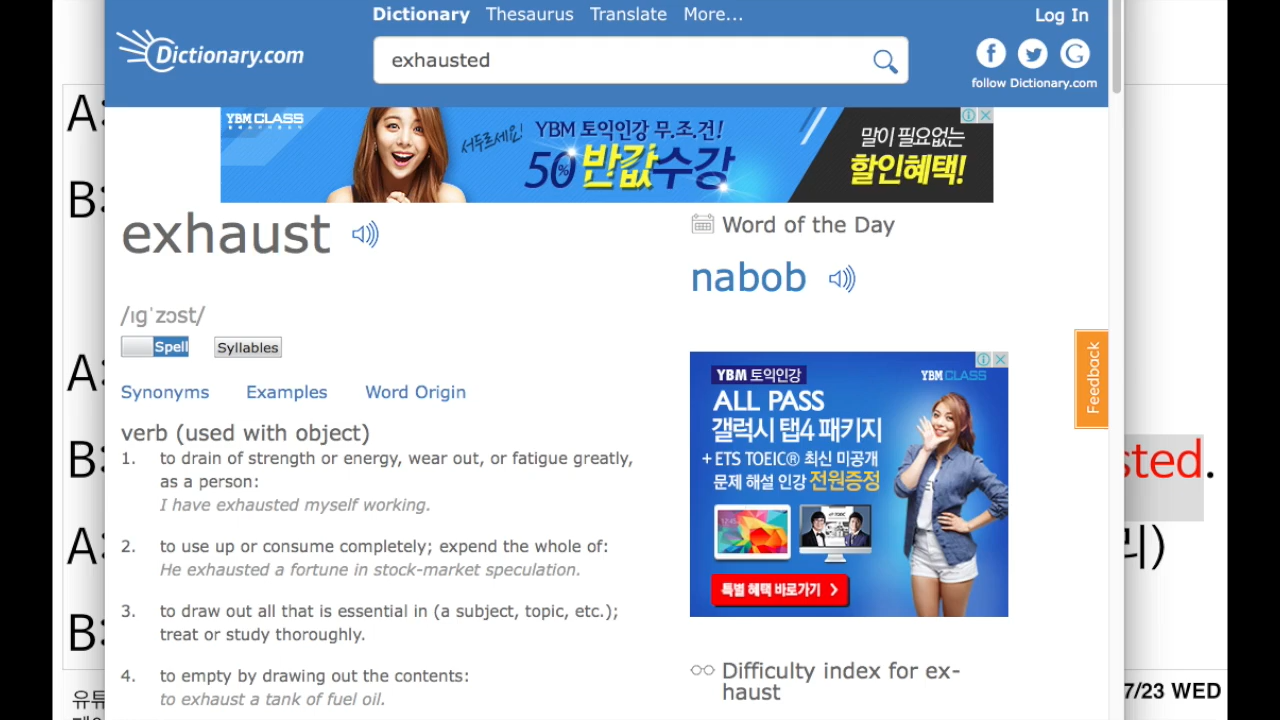 Dictionary Thesaurus Translate More...
Log In
Dictionary.com
exhausted
follow Dictionary.com
YBM CLASS
서두르세요!
YBM 토익인강 무.조.건!
50% 반값수강
말이 필요없는
할인혜택!
exhaust
/ɪgˈzɔst/
Spell
Syllables
Synonyms Examples Word Origin
verb (used with object)
1. to drain of strength or energy, wear out, or fatigue greatly,
as a person:
I have exhausted myself working.
2. to use up or consume completely; expend the whole of:
He exhausted a fortune in stock-market speculation.
3. to draw out all that is essential in (a subject, topic, etc.);
treat or study thoroughly.
4. to empty by drawing out the contents:
to exhaust a tank of fuel oil.
Word of the Day
nabob
YBM 토익인강
YBM CLASS
ALL PASS
갤럭시 탭4 패키지
+ ETS TOEIC® 최신 미공개
문제 해설 인강 전원증정
특별 혜택 바로가기 >
Feedback
Difficulty index for ex-
haust
A:
B:
A:
B:
sted.
A:
리)
B:
유튜
7/23 WED